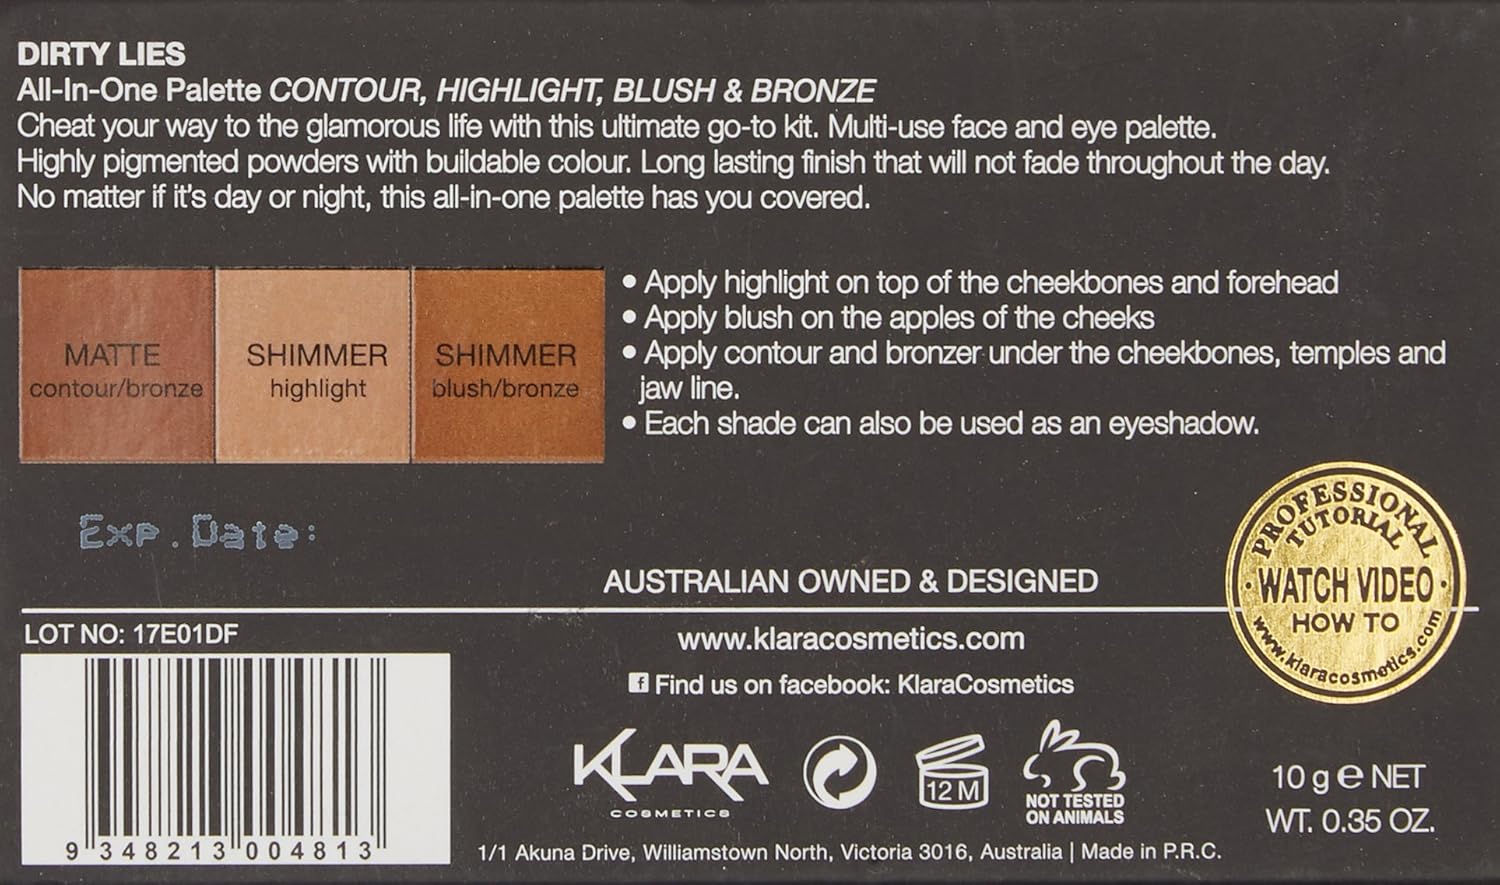 DIRTY LIES
All-In-One Palette CONTOUR, HIGHLIGHT, BLUSH & BRONZE
Cheat your way to the glamorous life with this ultimate go-to kit. Multi-use face and eye palette.
Highly pigmented powders with buildable colour. Long lasting finish that will not fade throughout the day.
No matter if it's day or night, this all-in-one palette has you covered.
MATTE
contour/bronze
SHIMMER
highlight
SHIMMER
blush/bronze
• Apply highlight on top of the cheekbones and forehead
• Apply blush on the apples of the cheeks
• Apply contour and bronzer under the cheekbones, temples and
jaw line.
• Each shade can also be used as an eyeshadow.
Exp. Date:
PROFESSIONAL
TUTORIAL
· WATCH VIDEO ·
HOW TO
www.klaracosmetics.com
AUSTRALIAN OWNED & DESIGNED
LOT NO: 17E01DF
9 348213 004813
www.klaracosmetics.com
f Find us on facebook: KlaraCosmetics
KLARA
COSMETICS
12 M
NOT TESTED
ON ANIMALS
10 g e NET
WT. 0.35 OZ.
1/1 Akuna Drive, Williamstown North, Victoria 3016, Australia | Made in P.R.C.